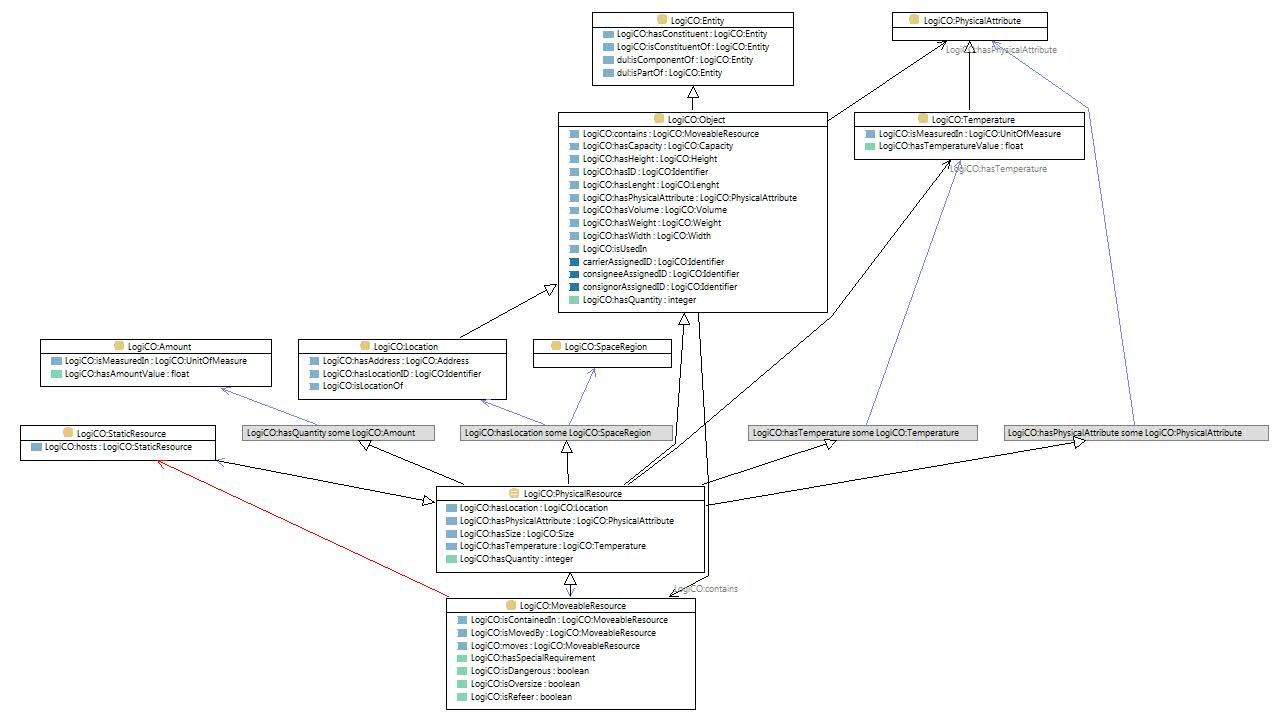 LogiCO:Entity
LogiCO:hasConstituent : LogiCO:Entity
LogiCO:isConstituentOf : LogiCO:Entity
dul:isComponentOf : LogiCO:Entity
dul:isPartOf : LogiCO:Entity
LogiCO:PhysicalAttribute
LogiCO:hasPhysicalAttribute
LogiCO:Object
LogiCO:contains : LogiCO:MoveableResource
LogiCO:hasCapacity : LogiCO:Capacity
LogiCO:hasHeight : LogiCO:Height
LogiCO:hasID : LogiCO:Identifier
LogiCO:hasLenght : LogiCO:Lenght
LogiCO:hasPhysicalAttribute : LogiCO:PhysicalAttribute
LogiCO:hasVolume : LogiCO:Volume
LogiCO:hasWeight : LogiCO:Weight
LogiCO:hasWidth : LogiCO:Width
LogiCO:isUsedIn
carrierAssignedID : LogiCO:Identifier
consigneeAssignedID : LogiCO:Identifier
consignorAssignedID : LogiCO:Identifier
LogiCO:hasQuantity : integer
LogiCO:Temperature
LogiCO:isMeasuredIn : LogiCO:UnitOfMeasure
LogiCO:hasTemperatureValue : float
LogiCO:hasTemperature
LogiCO:Amount
LogiCO:isMeasuredIn : LogiCO:UnitOfMeasure
LogiCO:hasAmountValue : float
LogiCO:Location
LogiCO:hasAddress : LogiCO:Address
LogiCO:hasLocationID : LogiCO:Identifier
LogiCO:isLocationOf
LogiCO:SpaceRegion
LogiCO:StaticResource
LogiCO:hosts : LogiCO:StaticResource
LogiCO:hasQuantity some LogiCO:Amount
LogiCO:hasLocation some LogiCO:SpaceRegion
LogiCO:hasTemperature some LogiCO:Temperature
LogiCO:hasPhysicalAttribute some LogiCO:PhysicalAttribute
LogiCO:PhysicalResource
LogiCO:hasLocation : LogiCO:Location
LogiCO:hasPhysicalAttribute : LogiCO:PhysicalAttribute
LogiCO:hasSize : LogiCO:Size
LogiCO:hasTemperature : LogiCO:Temperature
LogiCO:hasQuantity : integer
LogiCO:contains
LogiCO:MoveableResource
LogiCO:isContainedIn : LogiCO:MoveableResource
LogiCO:isMovedBy : LogiCO:MoveableResource
LogiCO:moves : LogiCO:MoveableResource
LogiCO:hasSpecialRequirement
LogiCO:isDangerous : boolean
LogiCO:isOversize : boolean
LogiCO:isRefeer : boolean